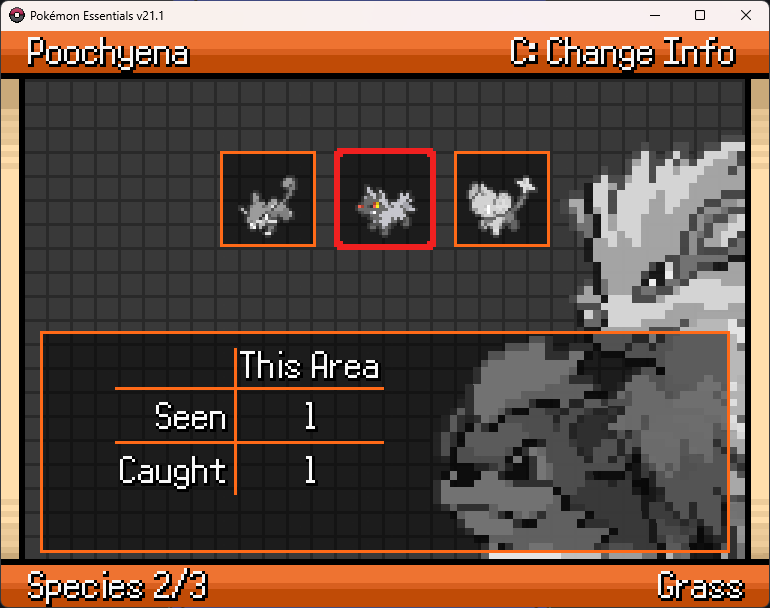 Pokémon Essentials v21.1
Poochyena
C: Change Info
This Area
Seen 1
Caught 1
Species 2/3
Grass